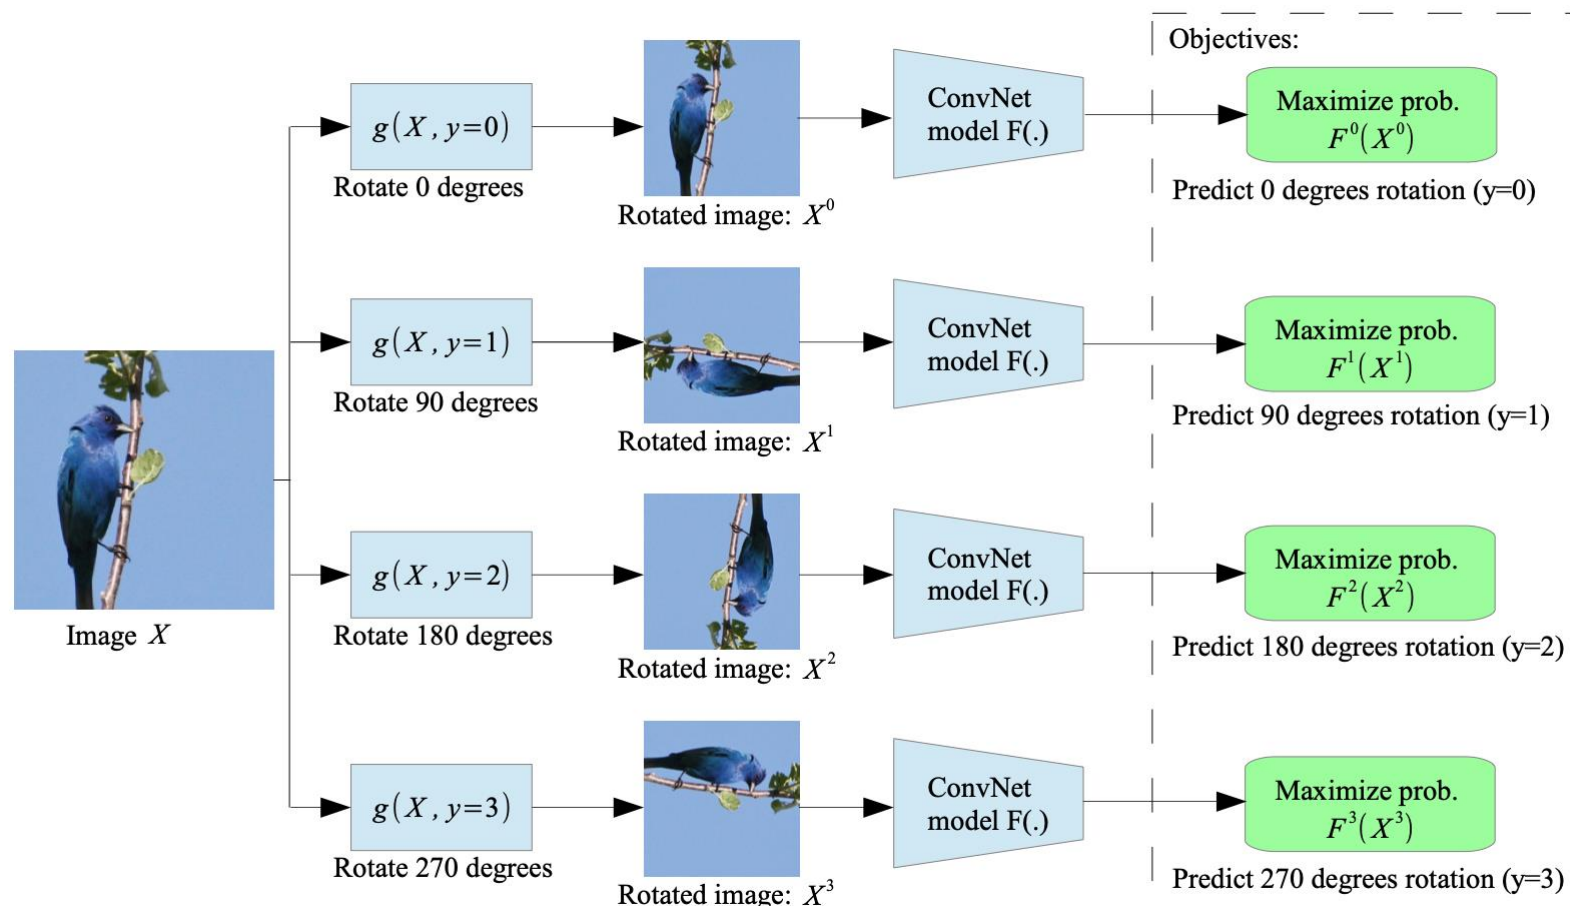 Objectives:
g(X, y=0)
Rotate 0 degrees
Rotated image: X⁰
ConvNet
model F(.)
Maximize prob.
F⁰(X⁰)
Predict 0 degrees rotation (y=0)
g(X, y=1)
Rotate 90 degrees
Rotated image: X¹
ConvNet
model F(.)
Maximize prob.
F¹(X¹)
Predict 90 degrees rotation (y=1)
Image X
g(X, y=2)
Rotate 180 degrees
Rotated image: X²
ConvNet
model F(.)
Maximize prob.
F²(X²)
Predict 180 degrees rotation (y=2)
g(X, y=3)
Rotate 270 degrees
Rotated image: X³
ConvNet
model F(.)
Maximize prob.
F³(X³)
Predict 270 degrees rotation (y=3)